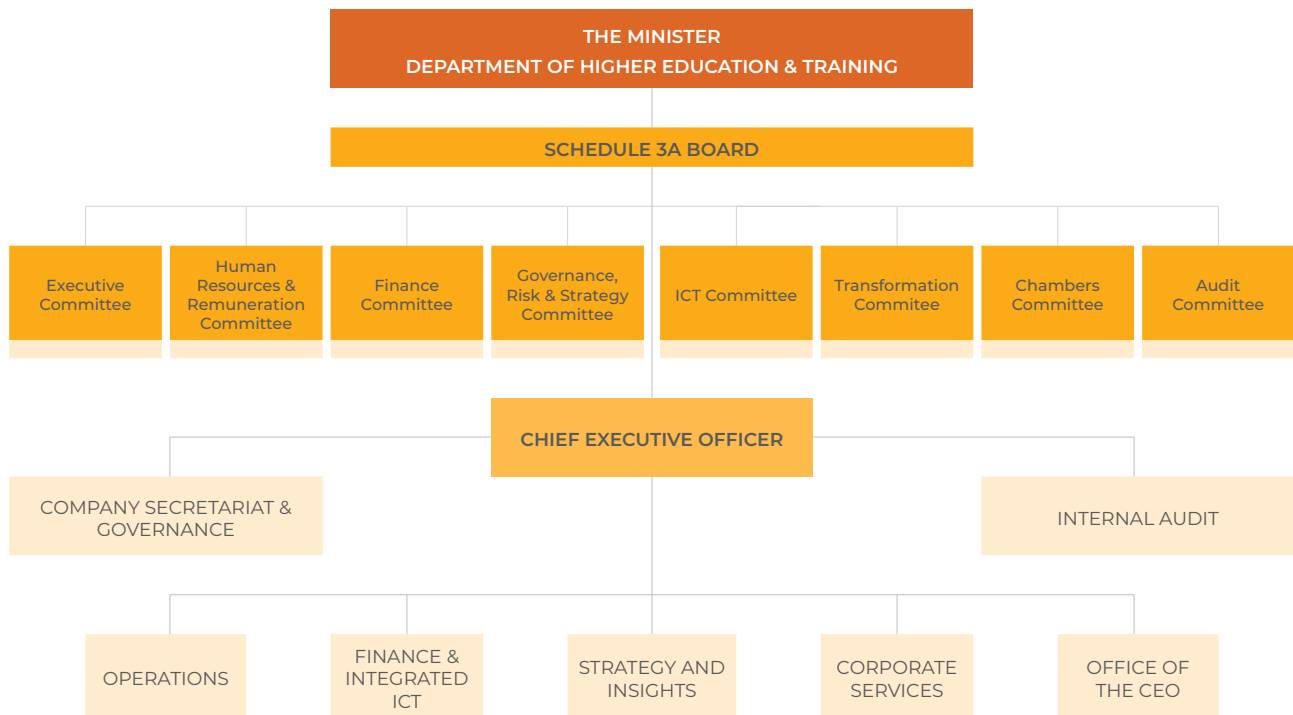 THE MINISTER
DEPARTMENT OF HIGHER EDUCATION & TRAINING
SCHEDULE 3A BOARD
Executive
Committee
Human
Resources &
Remuneration
Committee
Finance
Committee
Governance,
Risk & Strategy
Committee
ICT Committee
Transformation
Commitee
Chambers
Committee
Audit
Committee
CHIEF EXECUTIVE OFFICER
COMPANY SECRETARIAT &
GOVERNANCE
INTERNAL AUDIT
OPERATIONS
FINANCE &
INTEGRATED
ICT
STRATEGY AND
INSIGHTS
CORPORATE
SERVICES
OFFICE OF
THE CEO